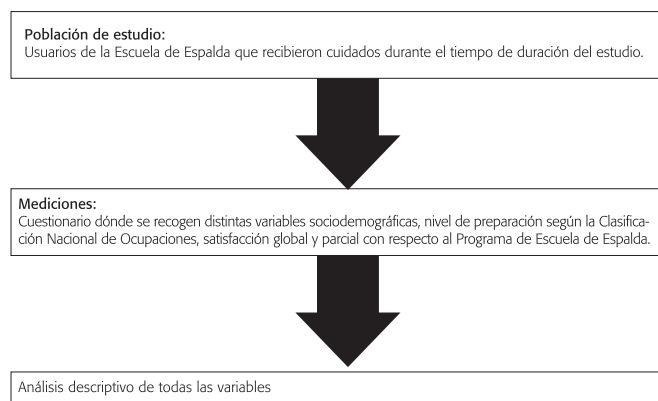 Población de estudio:
Usuarios de la Escuela de Espalda que recibieron cuidados durante el tiempo de duración del estudio.
Mediciones:
Cuestionario dónde se recogen distintas variables sociodemográficas, nivel de preparación según la Clasifica-
ción Nacional de Ocupaciones, satisfacción global y parcial con respecto al Programa de Escuela de Espalda.
Análisis descriptivo de todas las variables